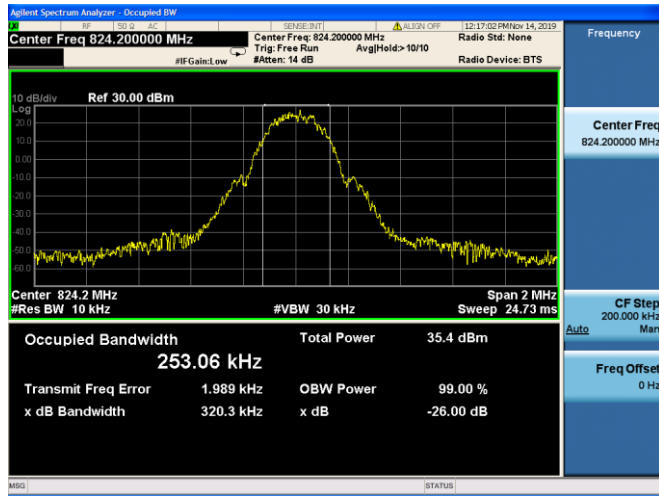 Agilent Spectrum Analyzer - Occupied BW
RF 50 Ω AC SENSE:INT ALIGN OFF 12:17:02 PM Nov 14, 2019
Center Freq 824.200000 MHz
Center Freq: 824.200000 MHz
Radio Std: None
Trig: Free Run Avg|Hold:> 10/10
#IFGain:Low #Atten: 14 dB Radio Device: BTS
Frequency
10 dB/div Ref 30.00 dBm
Log
20.0
10.0
0.00
-10.0
-20.0
-30.0
-40.0
-50.0
-60.0
Center Freq
824.200000 MHz
Center 824.2 MHz Span 2 MHz
#Res BW 10 kHz #VBW 30 kHz Sweep 24.73 ms
CF Step
200.000 kHz
Auto Man
Occupied Bandwidth Total Power 35.4 dBm
253.06 kHz
Transmit Freq Error 1.989 kHz OBW Power 99.00 %
x dB Bandwidth 320.3 kHz x dB -26.00 dB
Freq Offset
0 Hz
MSG STATUS